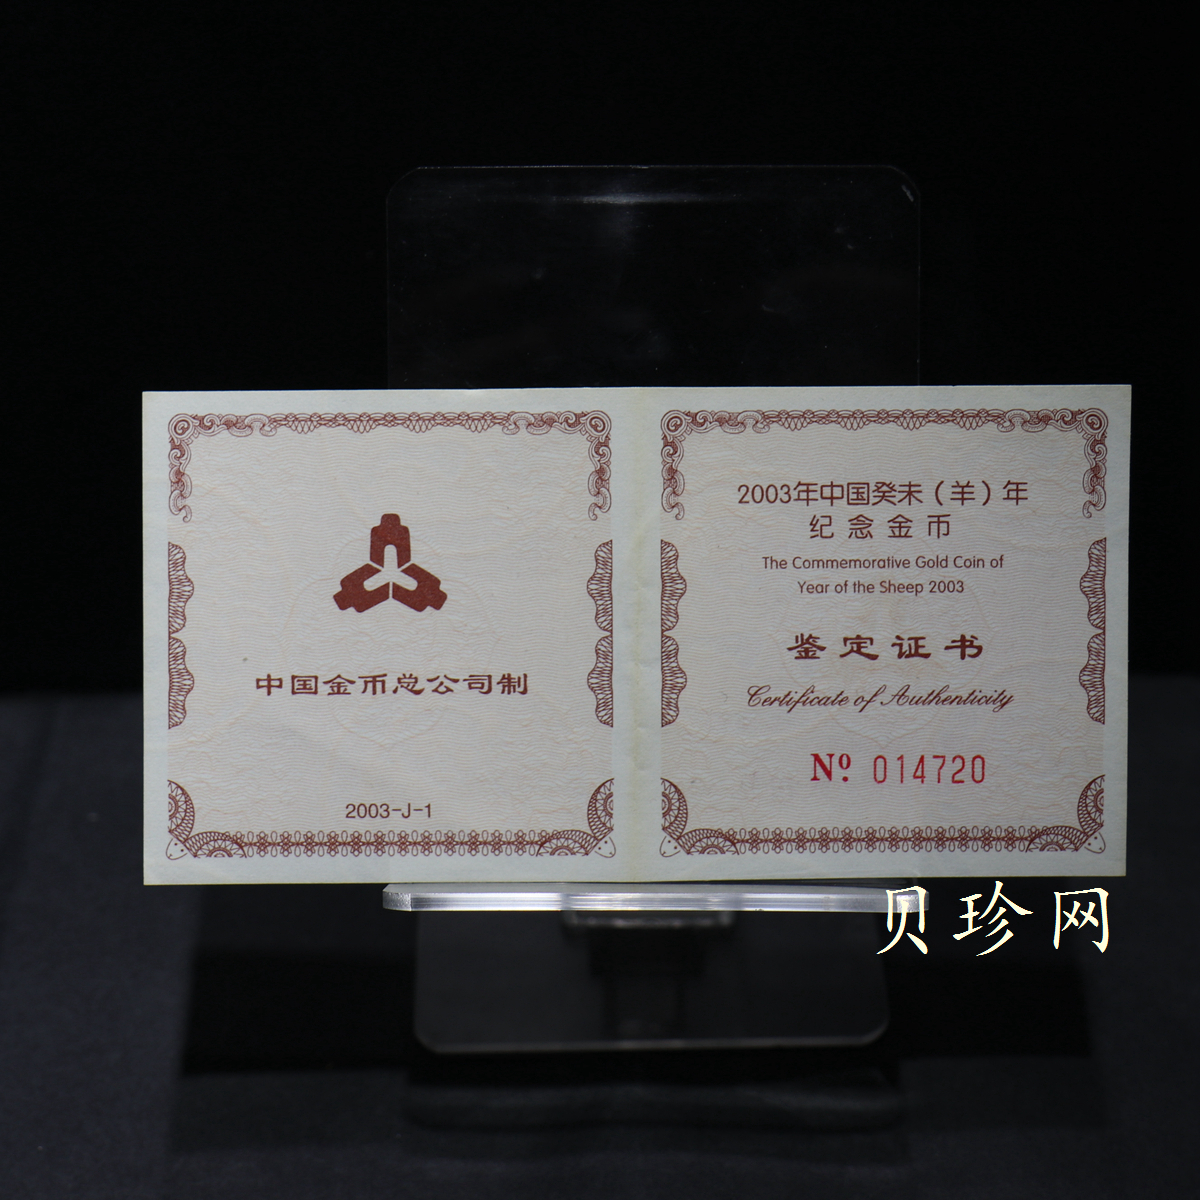 中国金币总公司制
2003-J-1
2003年中国癸未（羊）年
纪念金币
The Commemorative Gold Coin of
Year of the Sheep 2003
鉴定证书
Certificate of Authenticity
Nº 014720
贝珍网